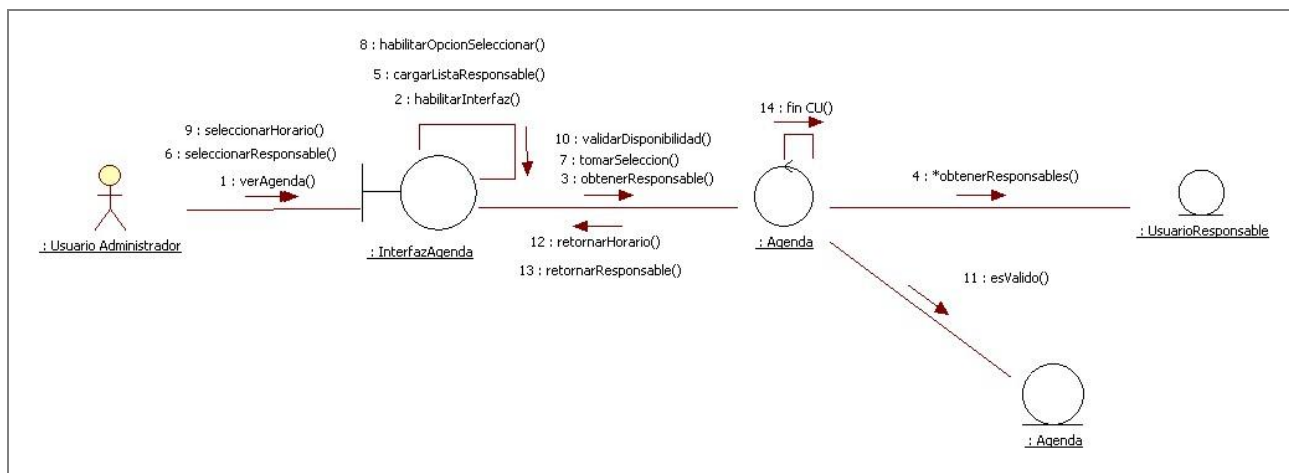 8 : habilitarOpcionSeleccionar()
5 : cargarListaResponsable()
2 : habilitarInterfaz()
14 : fin CU()
9 : seleccionarHorario()
6 : seleccionarResponsable()
1 : verAgenda()
10 : validarDisponibilidad()
7 : tomarSeleccion()
3 : obtenerResponsable()
4 : *obtenerResponsables()
: Usuario Administrador
: InterfazAgenda
12 : retornarHorario()
13 : retornarResponsable()
: Agenda
: UsuarioResponsable
11 : esValido()
: Agenda